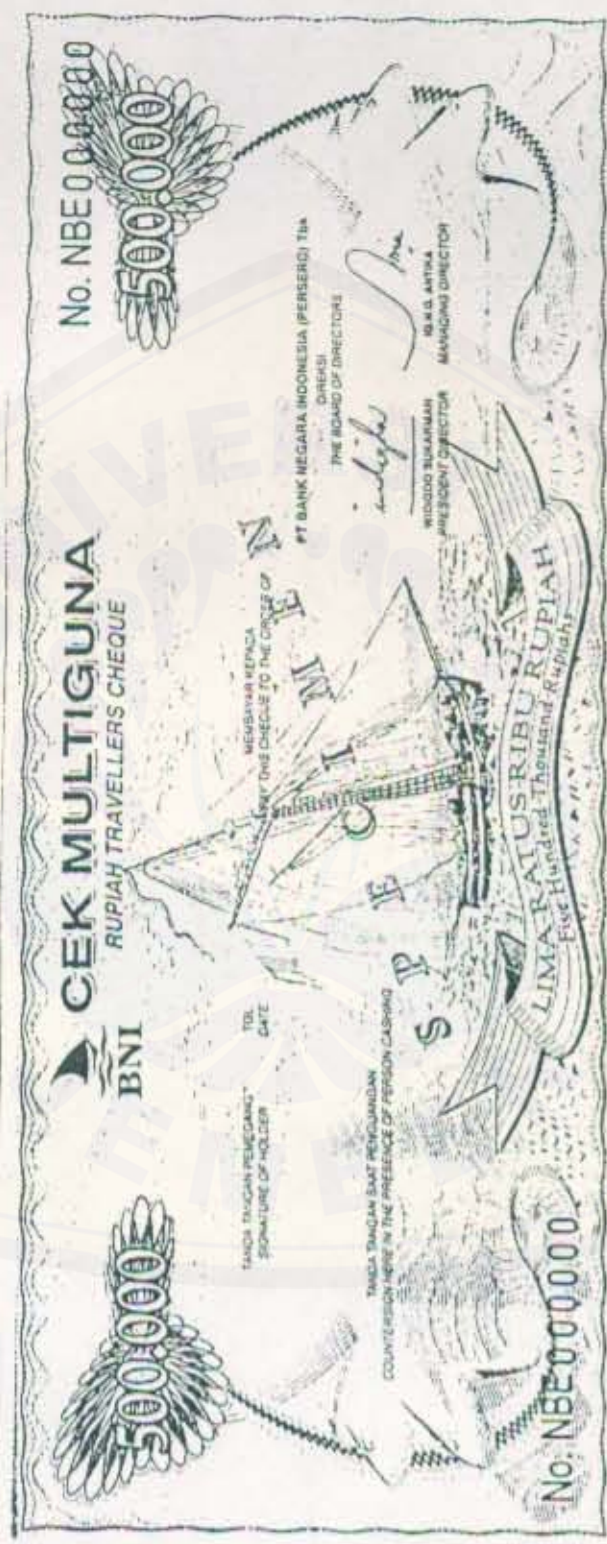 No. NBE000000
500.000
500.000
CEK MULTIGUNA
RUPIAH TRAVELLERS CHEQUE
BNI
TANDA TANGAN PEMEGANG
SIGNATURE OF HOLDER
TGL
DATE
MEMBAYAR KEPADA
PAY THIS CHEQUE TO THE ORDER OF
TANDA TANGAN SAAT PENGUANGAN
COUNTERSIGN HERE IN THE PRESENCE OF PERSON CASHING
SPECIMEN
PT BANK NEGARA INDONESIA (PERSERO) Tbk
DIREKSI
THE BOARD OF DIRECTORS
WIDIGDO SUKARMAN
PRESIDENT DIRECTOR
MANAGING DIRECTOR
LIMA RATUS RIBU RUPIAH
Five Hundred Thousand Rupiahs
No. NBE000000